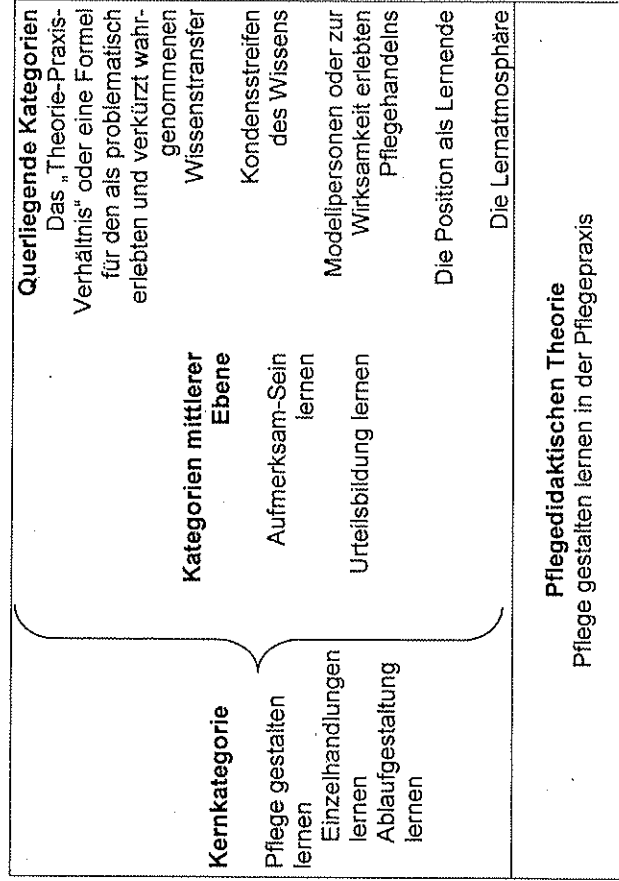 Kernkategorie
Pflege gestalten
lernen
Einzelhandlungen
lernen
Ablaufgestaltung
lernen
Kategorien mittlerer
Ebene
Aufmerksam-Sein
lernen
Urteilsbildung lernen
Querliegende Kategorien
Das „Theorie-Praxis-
Verhältnis" oder eine Formel
für den als problematisch
erlebten und verkürzt wahr-
genommenen
Wissenstransfer
Kondensstreifen
des Wissens
Modellpersonen oder zur
Wirksamkeit erlebten
Pflegehandelns
Die Position als Lernende
Die Lernatmosphäre
Pflegedidaktischen Theorie
Pflege gestalten lernen in der Pflegepraxis